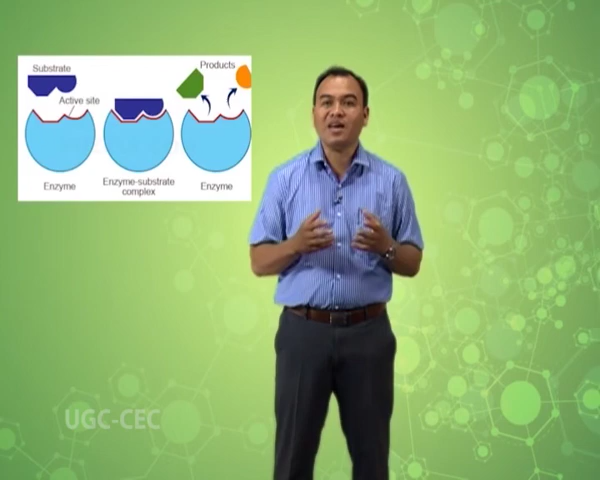 Substrate
Products
Active site
Enzyme
Enzyme-substrate
complex
Enzyme
UGC-CEC